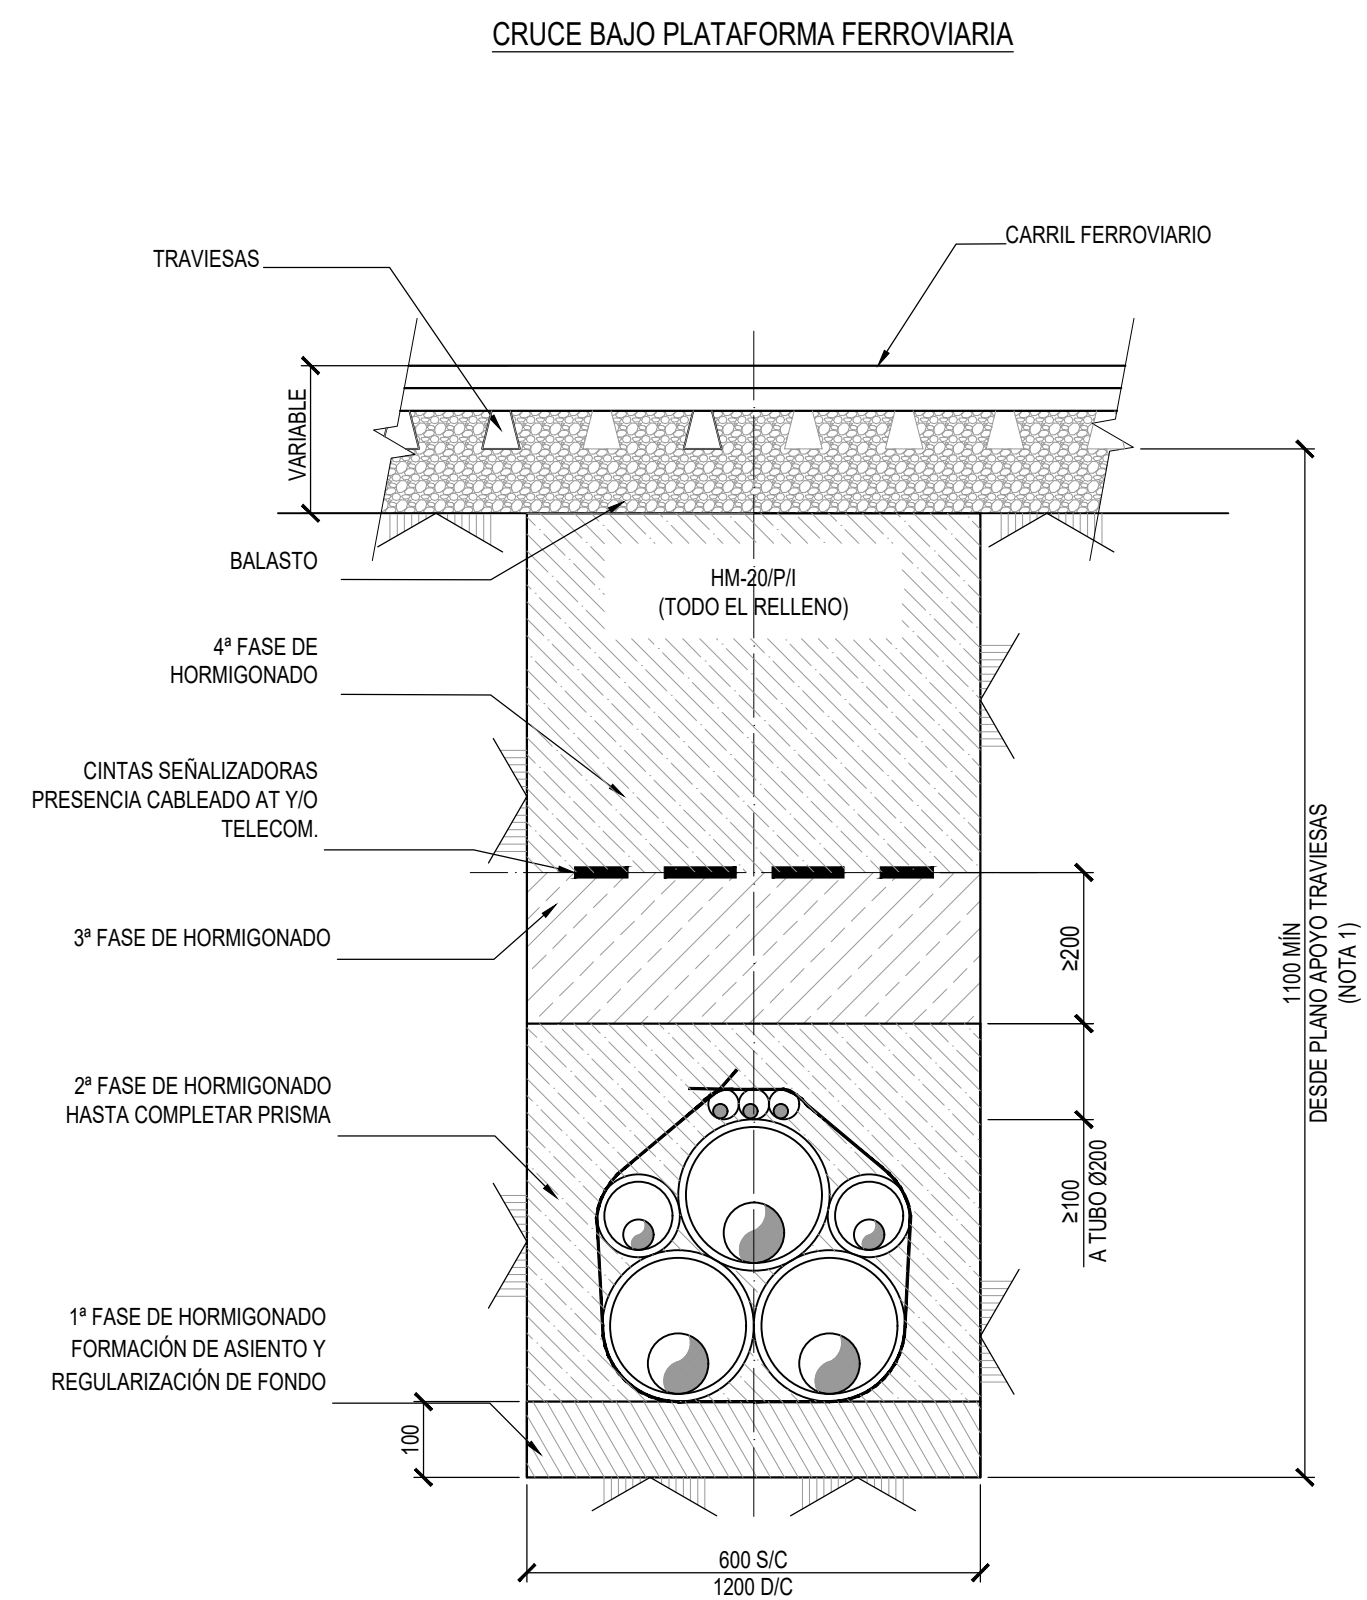 CRUCE BAJO PLATAFORMA FERROVIARIA
CARRIL FERROVIARIO
TRAVIESAS
VARIABLE
BALASTO
HM-20/P/I
(TODO EL RELLENO)
4ª FASE DE
HORMIGONADO
CINTAS SEÑALIZADORAS
PRESENCIA CABLEADO AT Y/O
TELECOM.
3ª FASE DE HORMIGONADO
≥200
1100 MÍN
DESDE PLANO APOYO TRAVIESAS
(NOTA 1)
2ª FASE DE HORMIGONADO
HASTA COMPLETAR PRISMA
≥100
A TUBO Ø200
1ª FASE DE HORMIGONADO
FORMACIÓN DE ASIENTO Y
REGULARIZACIÓN DE FONDO
100
600 S/C
1200 D/C